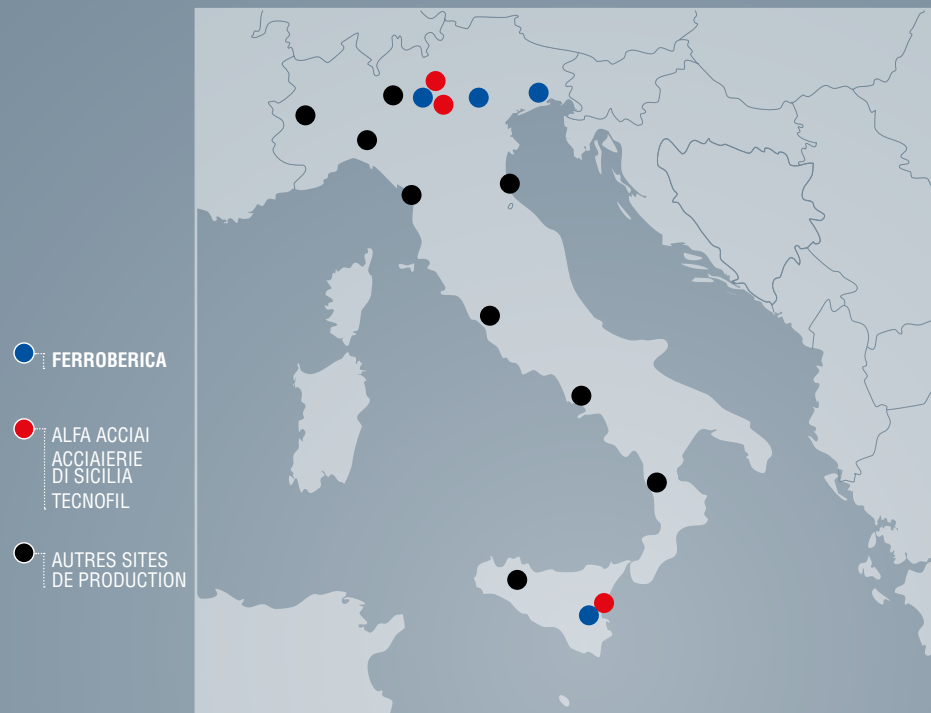 FERROBERICA
ALFA ACCIAI
ACCIAIERIE
DI SICILIA
TECNOFIL
AUTRES SITES
DE PRODUCTION